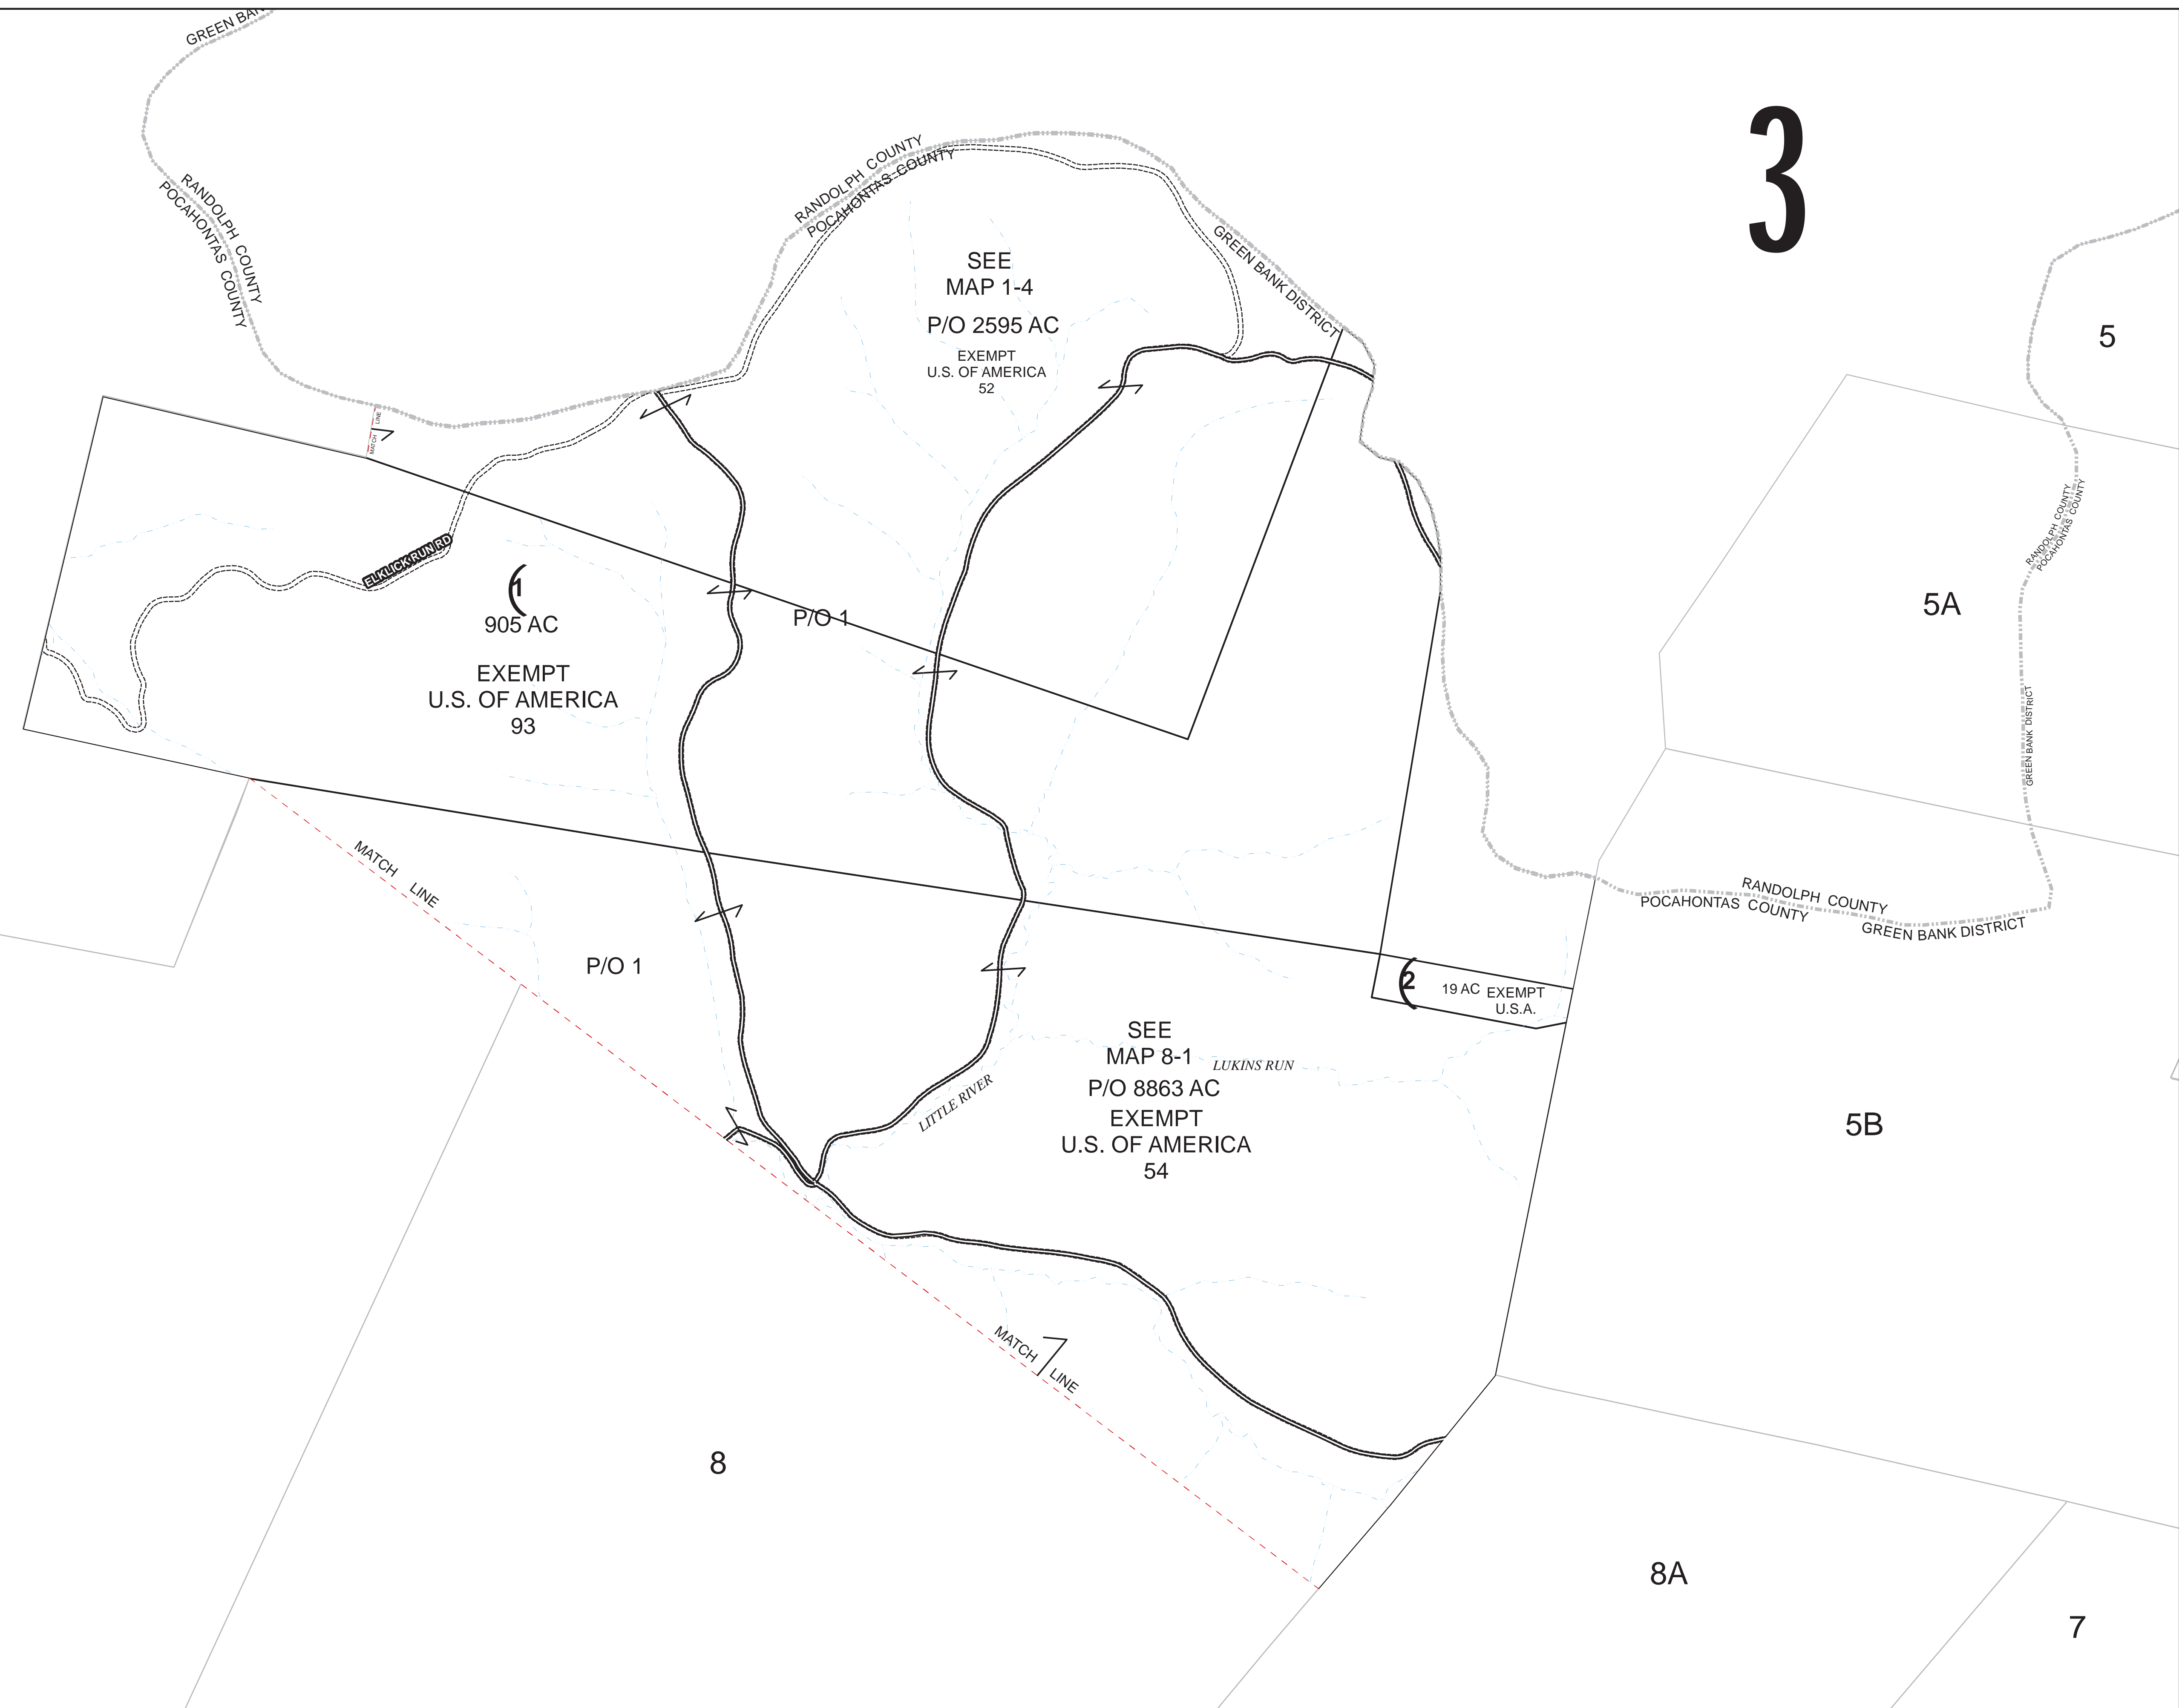 GREEN BAN
3
RANDOLPH COUNTY
POCAHONTAS COUNTY
RANDOLPH COUNTY
POCAHONTAS COUNTY
GREEN BANK DISTRICT
SEE
MAP 1-4
P/O 2595 AC
EXEMPT
U.S. OF AMERICA
52
5
MATCH LINE
ELKLICK RUN RD
RANDOLPH COUNTY
POCAHONTAS COUNTY
1
905 AC
EXEMPT
U.S. OF AMERICA
93
P/O 1
5A
GREEN BANK DISTRICT
MATCH LINE
RANDOLPH COUNTY
POCAHONTAS COUNTY
GREEN BANK DISTRICT
P/O 1
2
19 AC
EXEMPT
U.S.A.
SEE
MAP 8-1
P/O 8863 AC
EXEMPT
U.S. OF AMERICA
54
LUKINS RUN
LITTLE RIVER
5B
MATCH LINE
8
8A
7